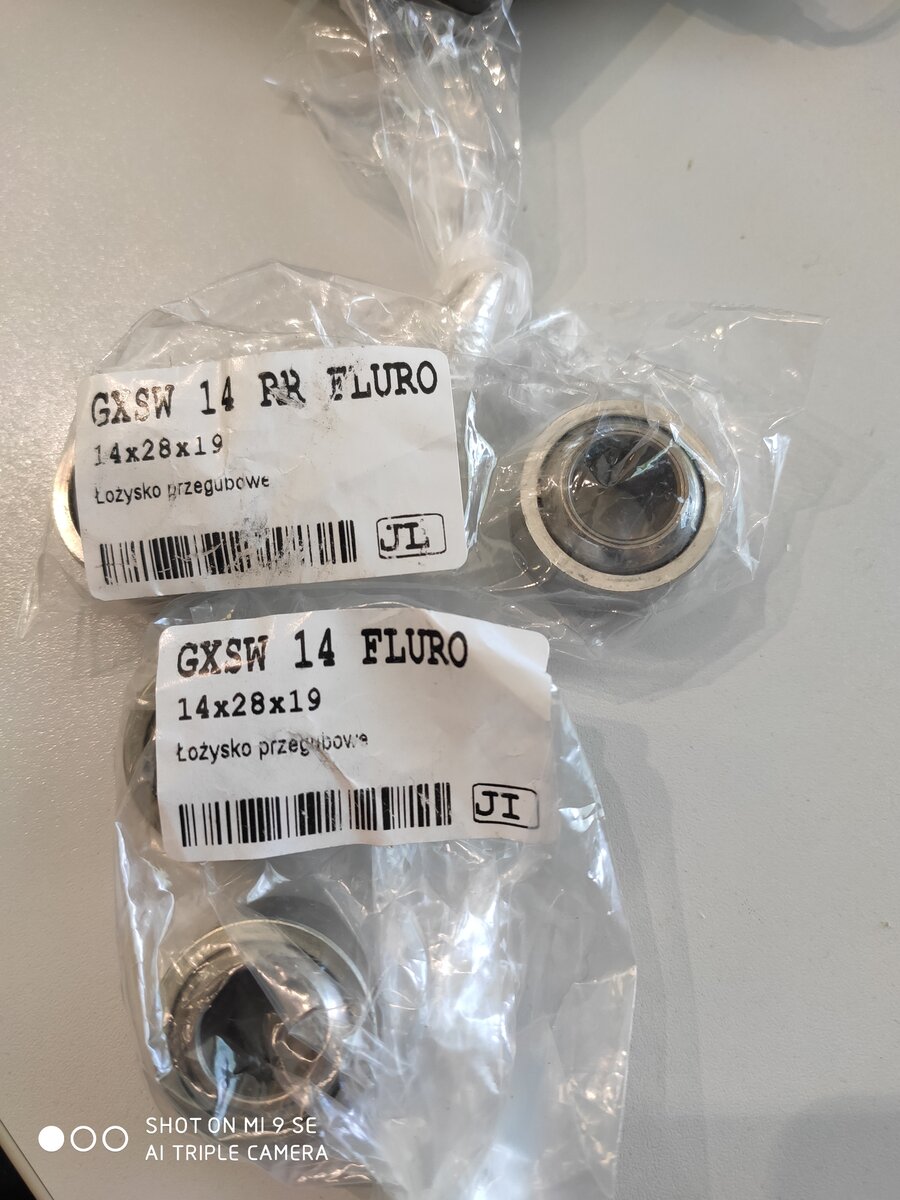 GXSW 14 RR FLURO
14x28x19
Łożysko przegubowe
JI
GXSW 14 FLURO
14x28x19
Łożysko przegubowe
JI
SHOT ON MI 9 SE
AI TRIPLE CAMERA